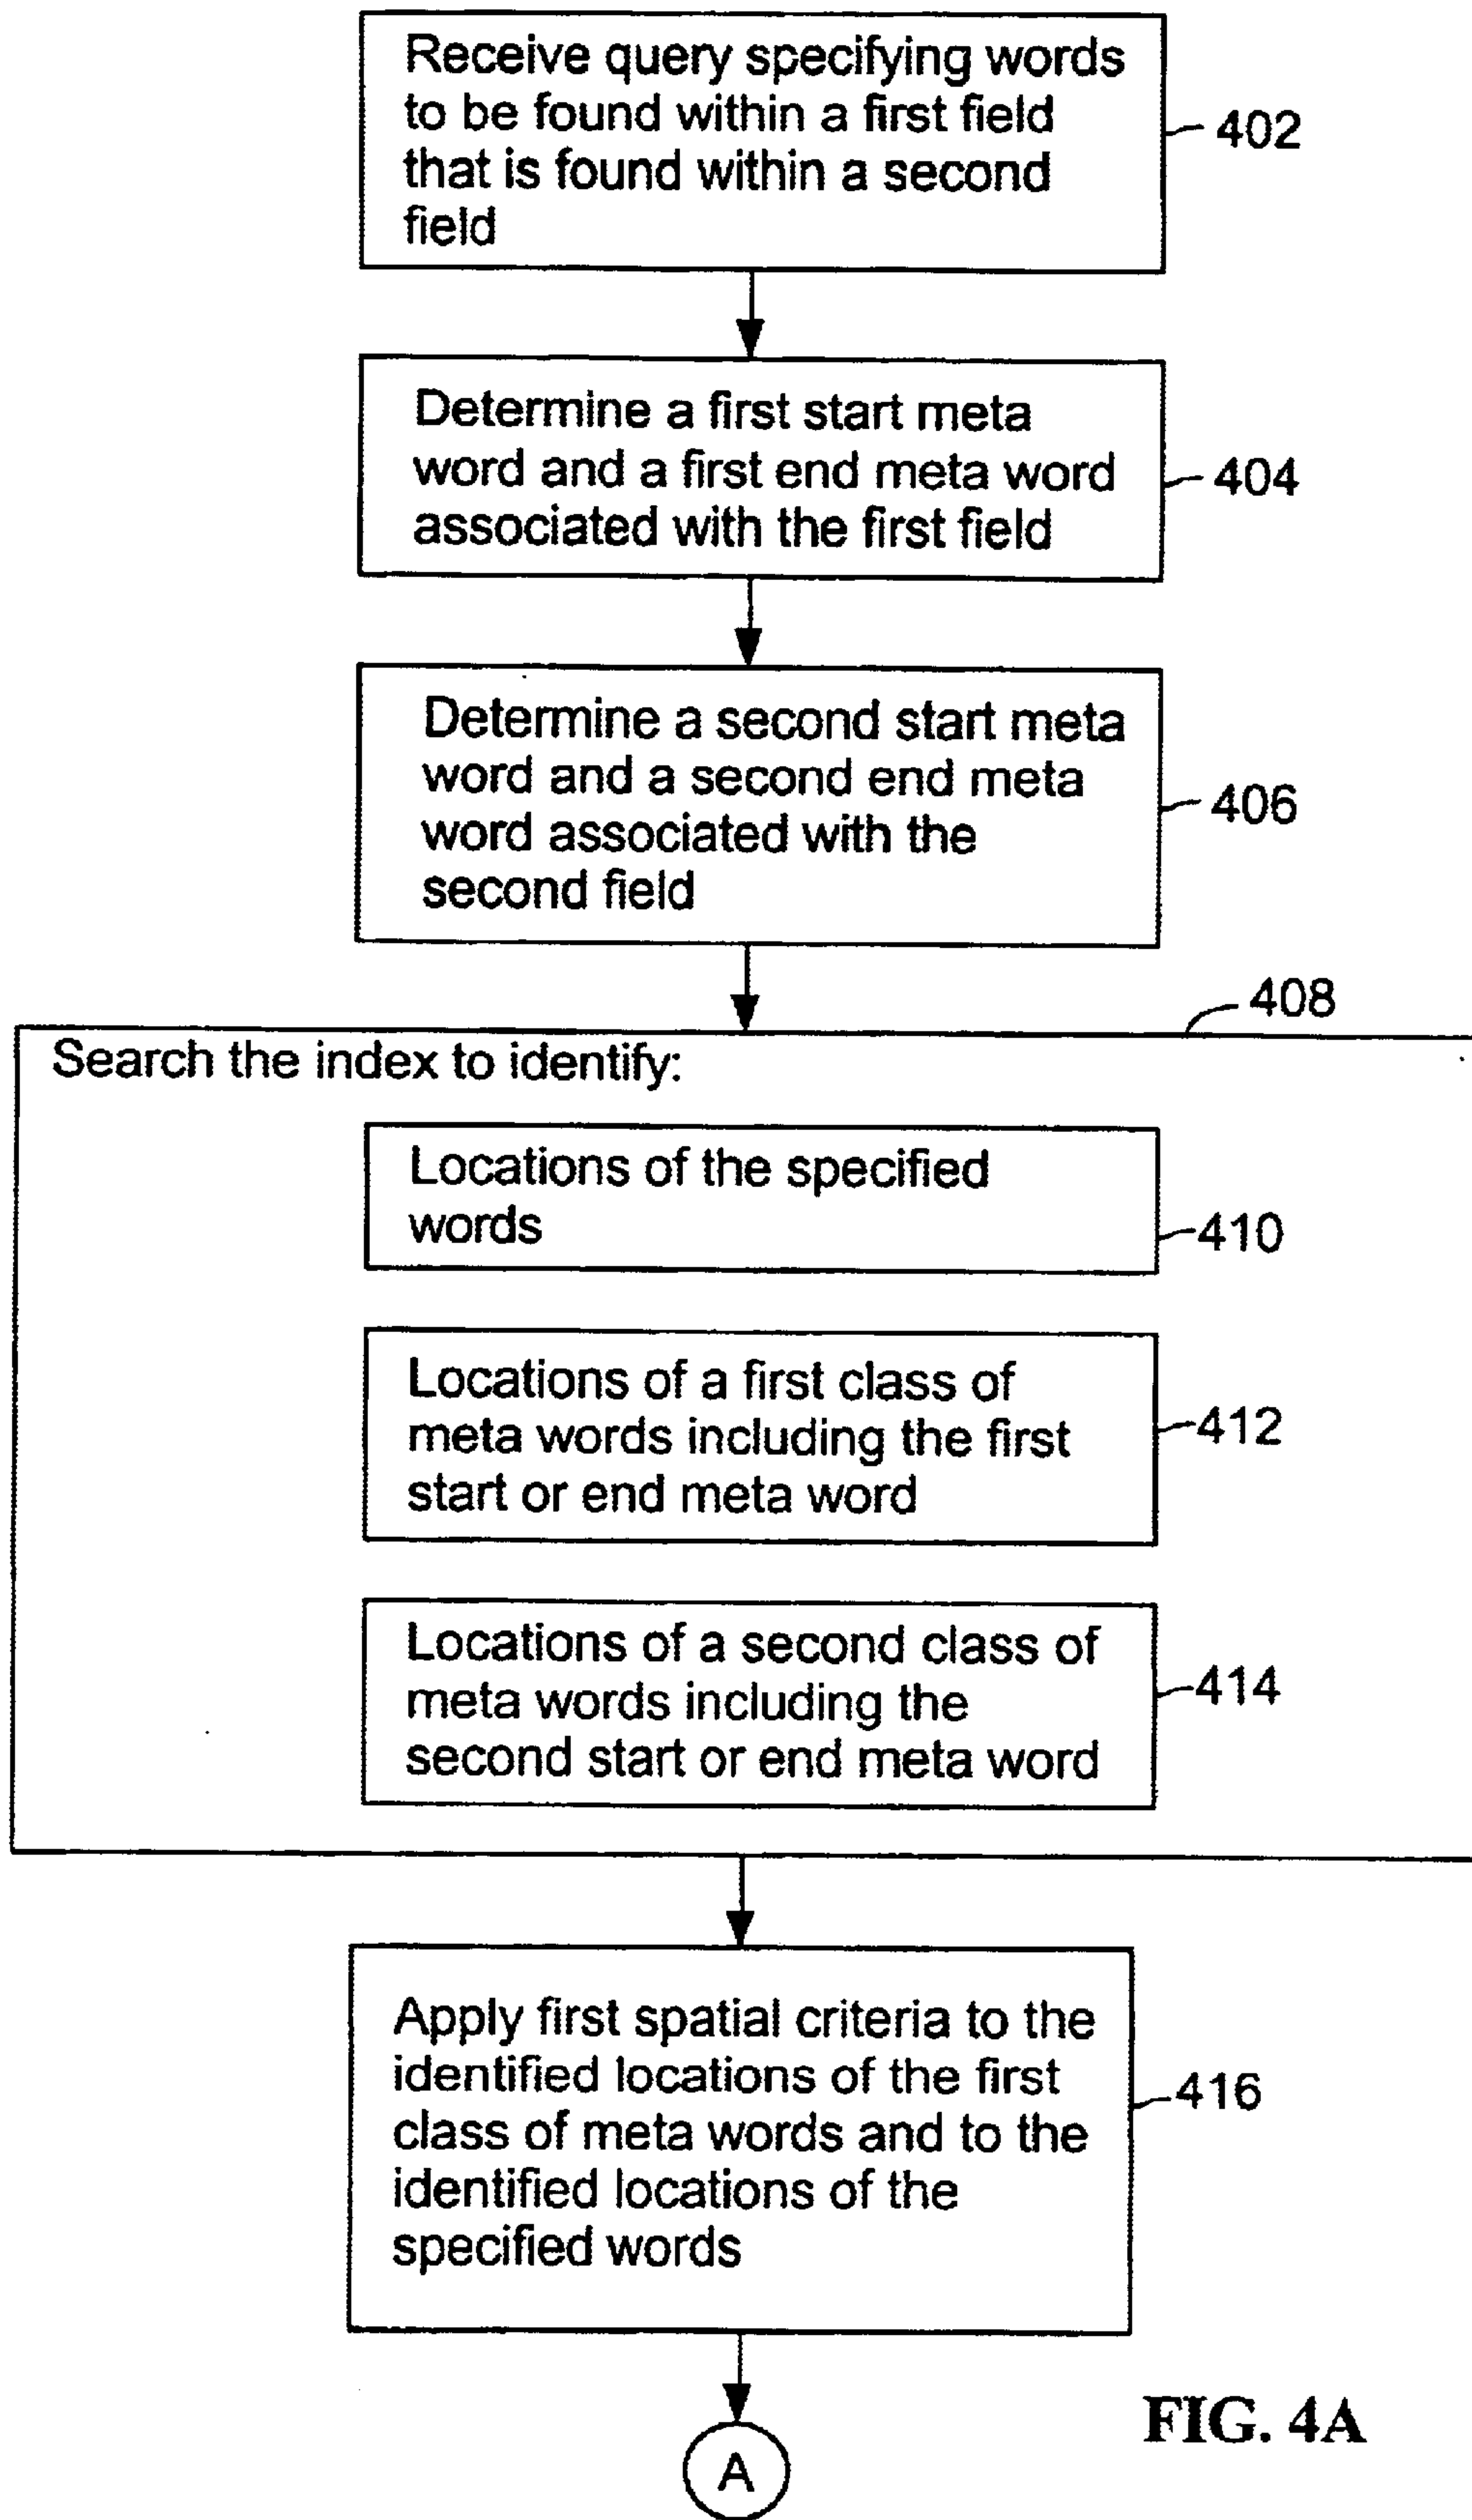 Receive query specifying words
to be found within a first field
that is found within a second
field
402
Determine a first start meta
word and a first end meta word
associated with the first field
404
Determine a second start meta
word and a second end meta
word associated with the
second field
406
408
Search the index to identify:
Locations of the specified
words
410
Locations of a first class of
meta words including the first
start or end meta word
412
Locations of a second class of
meta words including the
second start or end meta word
414
Apply first spatial criteria to the
identified locations of the first
class of meta words and to the
identified locations of the
specified words
416
FIG. 4A
A